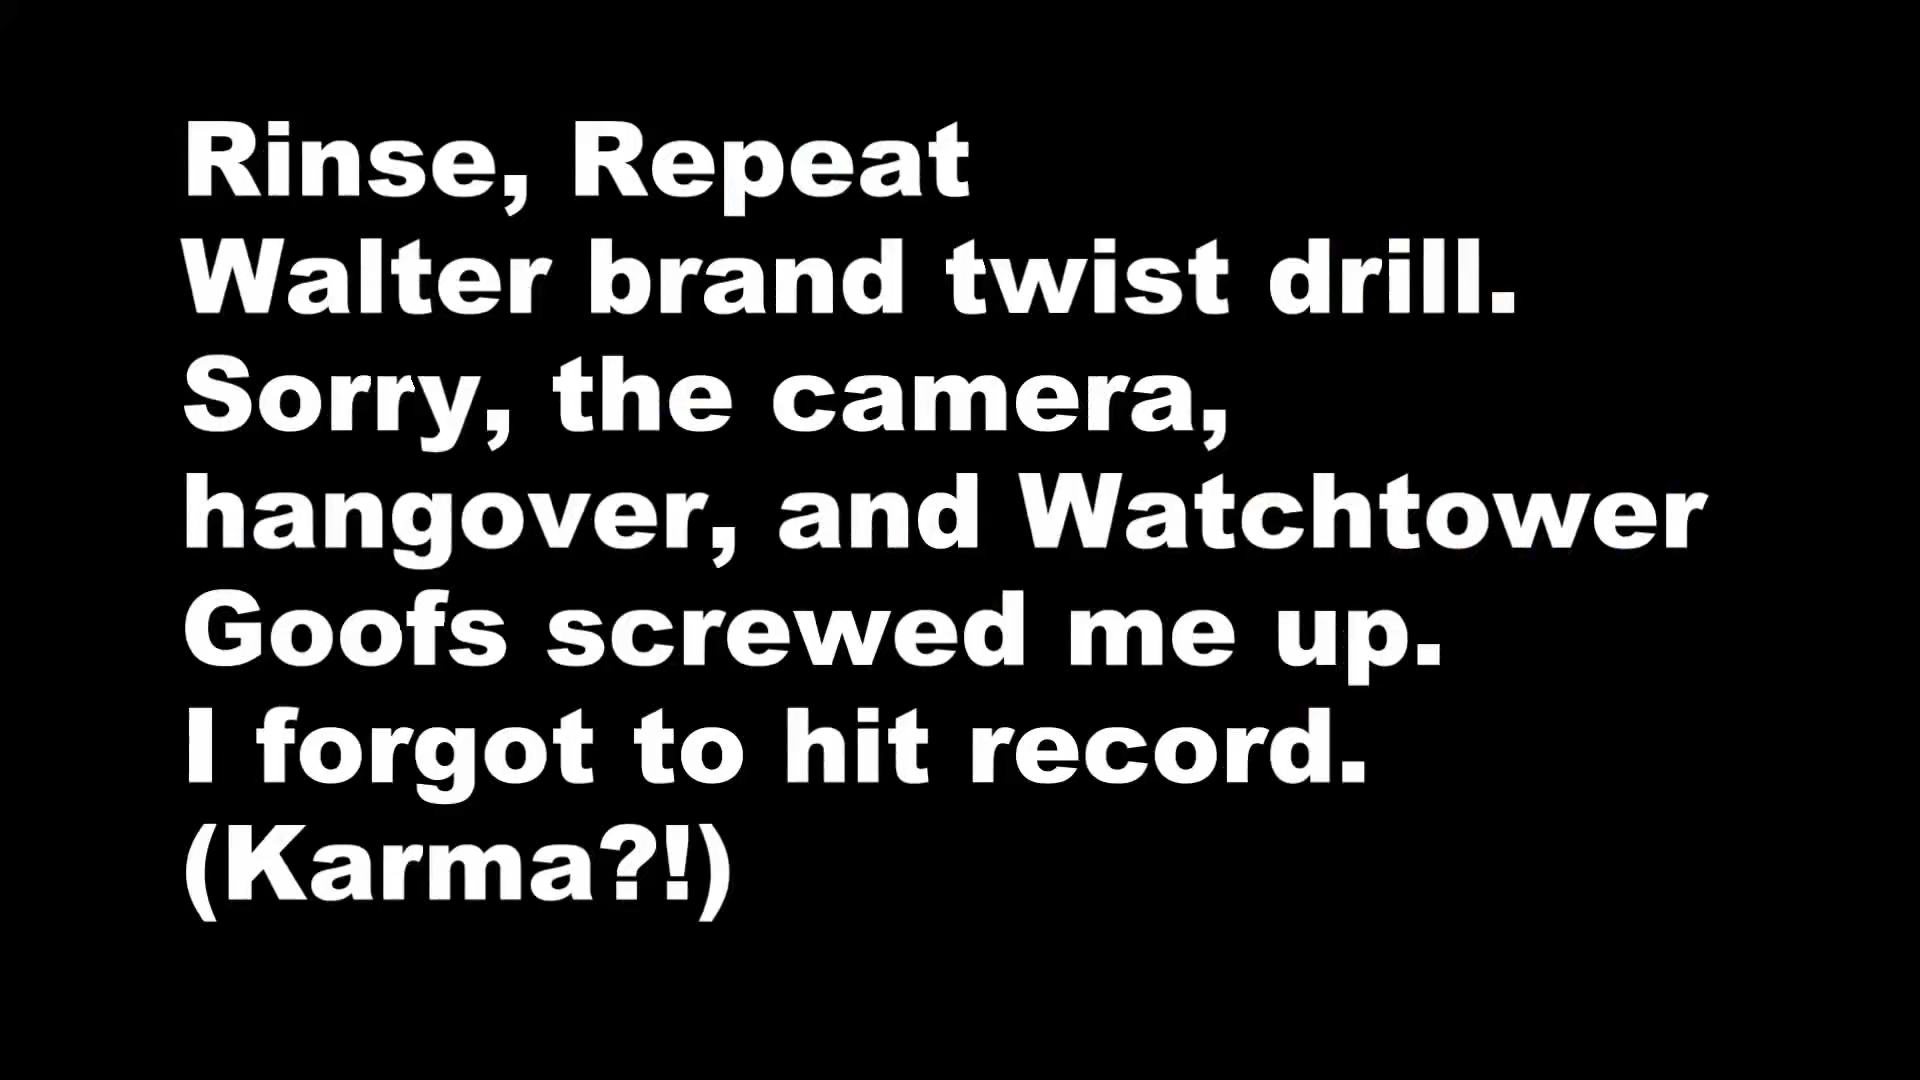 Rinse, Repeat
Walter brand twist drill.
Sorry, the camera,
hangover, and Watchtower
Goofs screwed me up.
I forgot to hit record.
(Karma?!)